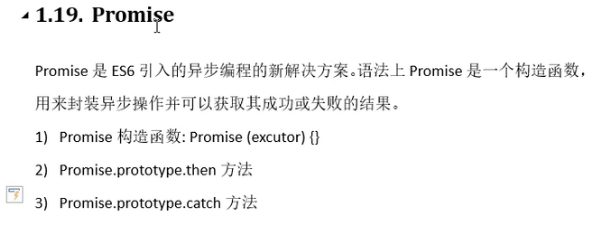 1.19. Promise
Promise 是 ES6 引入的异步编程的新解决方案。语法上 Promise 是一个构造函数，
用来封装异步操作并可以获取其成功或失败的结果。
1) Promise 构造函数: Promise (excutor) {}
2) Promise.prototype.then 方法
3) Promise.prototype.catch 方法